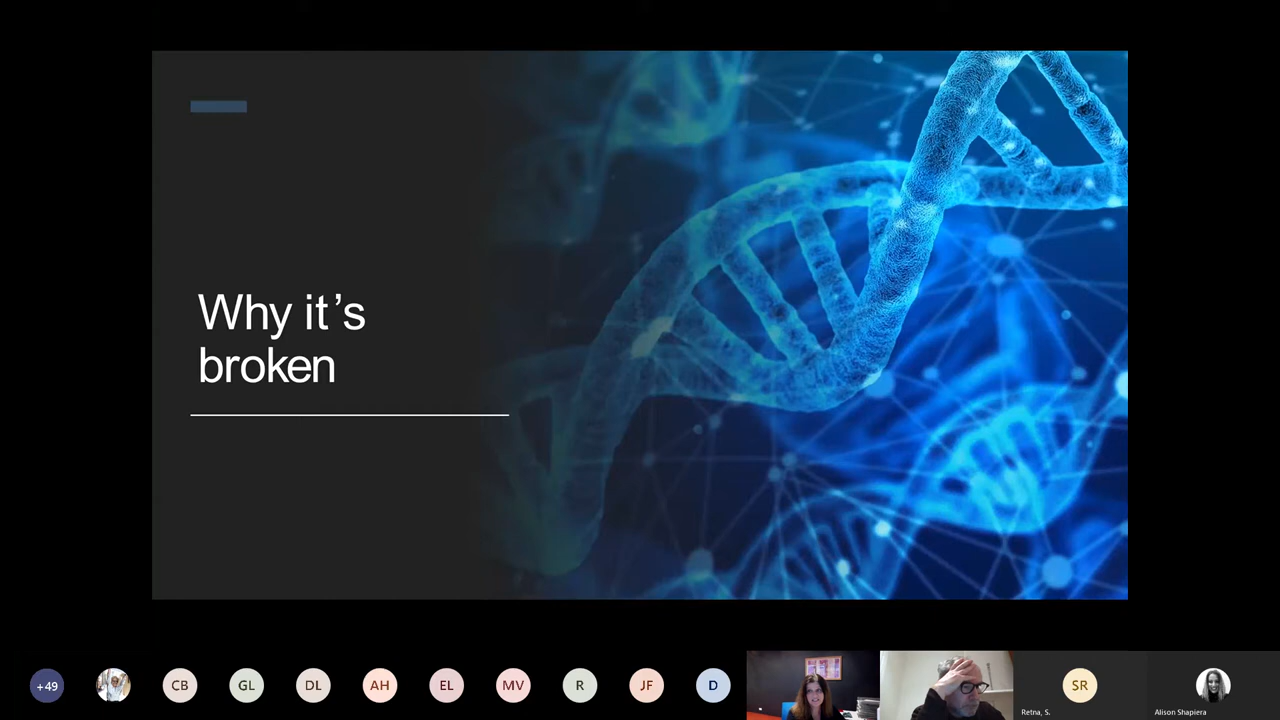 Why it’s
broken
+49
CB
GL
DL
AH
EL
MV
R
JF
D
SR
Retna, S.
Alison Shapiera